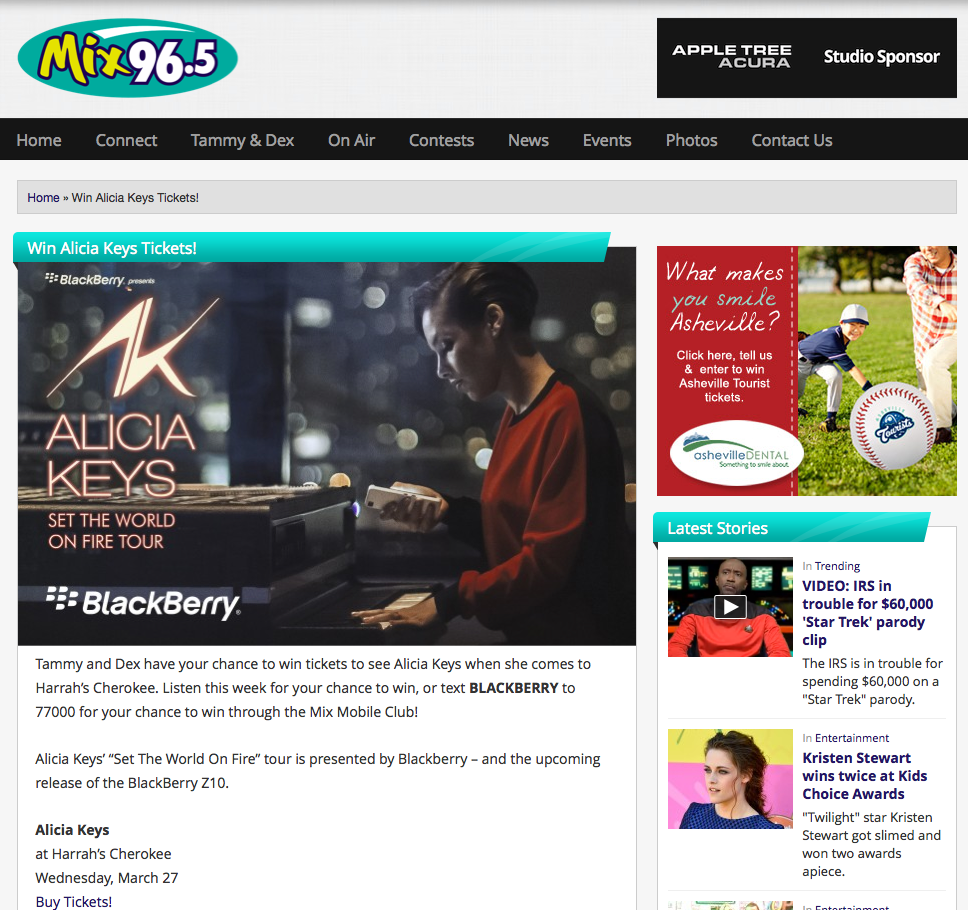 Mix96.5
APPLE TREE
ACURA
Studio Sponsor
Home Connect Tammy & Dex On Air Contests News Events Photos Contact Us
Home » Win Alicia Keys Tickets!
Win Alicia Keys Tickets!
BlackBerry. presents
AK
ALICIA
KEYS
SET THE WORLD
ON FIRE TOUR
BlackBerry®
Tammy and Dex have your chance to win tickets to see Alicia Keys when she comes to
Harrah’s Cherokee. Listen this week for your chance to win, or text BLACKBERRY to
77000 for your chance to win through the Mix Mobile Club!
Alicia Keys’ “Set The World On Fire” tour is presented by Blackberry – and the upcoming
release of the BlackBerry Z10.
Alicia Keys
at Harrah’s Cherokee
Wednesday, March 27
Buy Tickets!
What makes
you smile
Asheville?
Click here, tell us
& enter to win
Asheville Tourist
tickets.
ashevilleDENTAL
Something to smile about.
Tourists
Latest Stories
In Trending
VIDEO: IRS in
trouble for $60,000
'Star Trek' parody
clip
The IRS is in trouble for
spending $60,000 on a
"Star Trek" parody.
In Entertainment
Kristen Stewart
wins twice at Kids
Choice Awards
"Twilight" star Kristen
Stewart got slimed and
won two awards
apiece.
In Entertainment